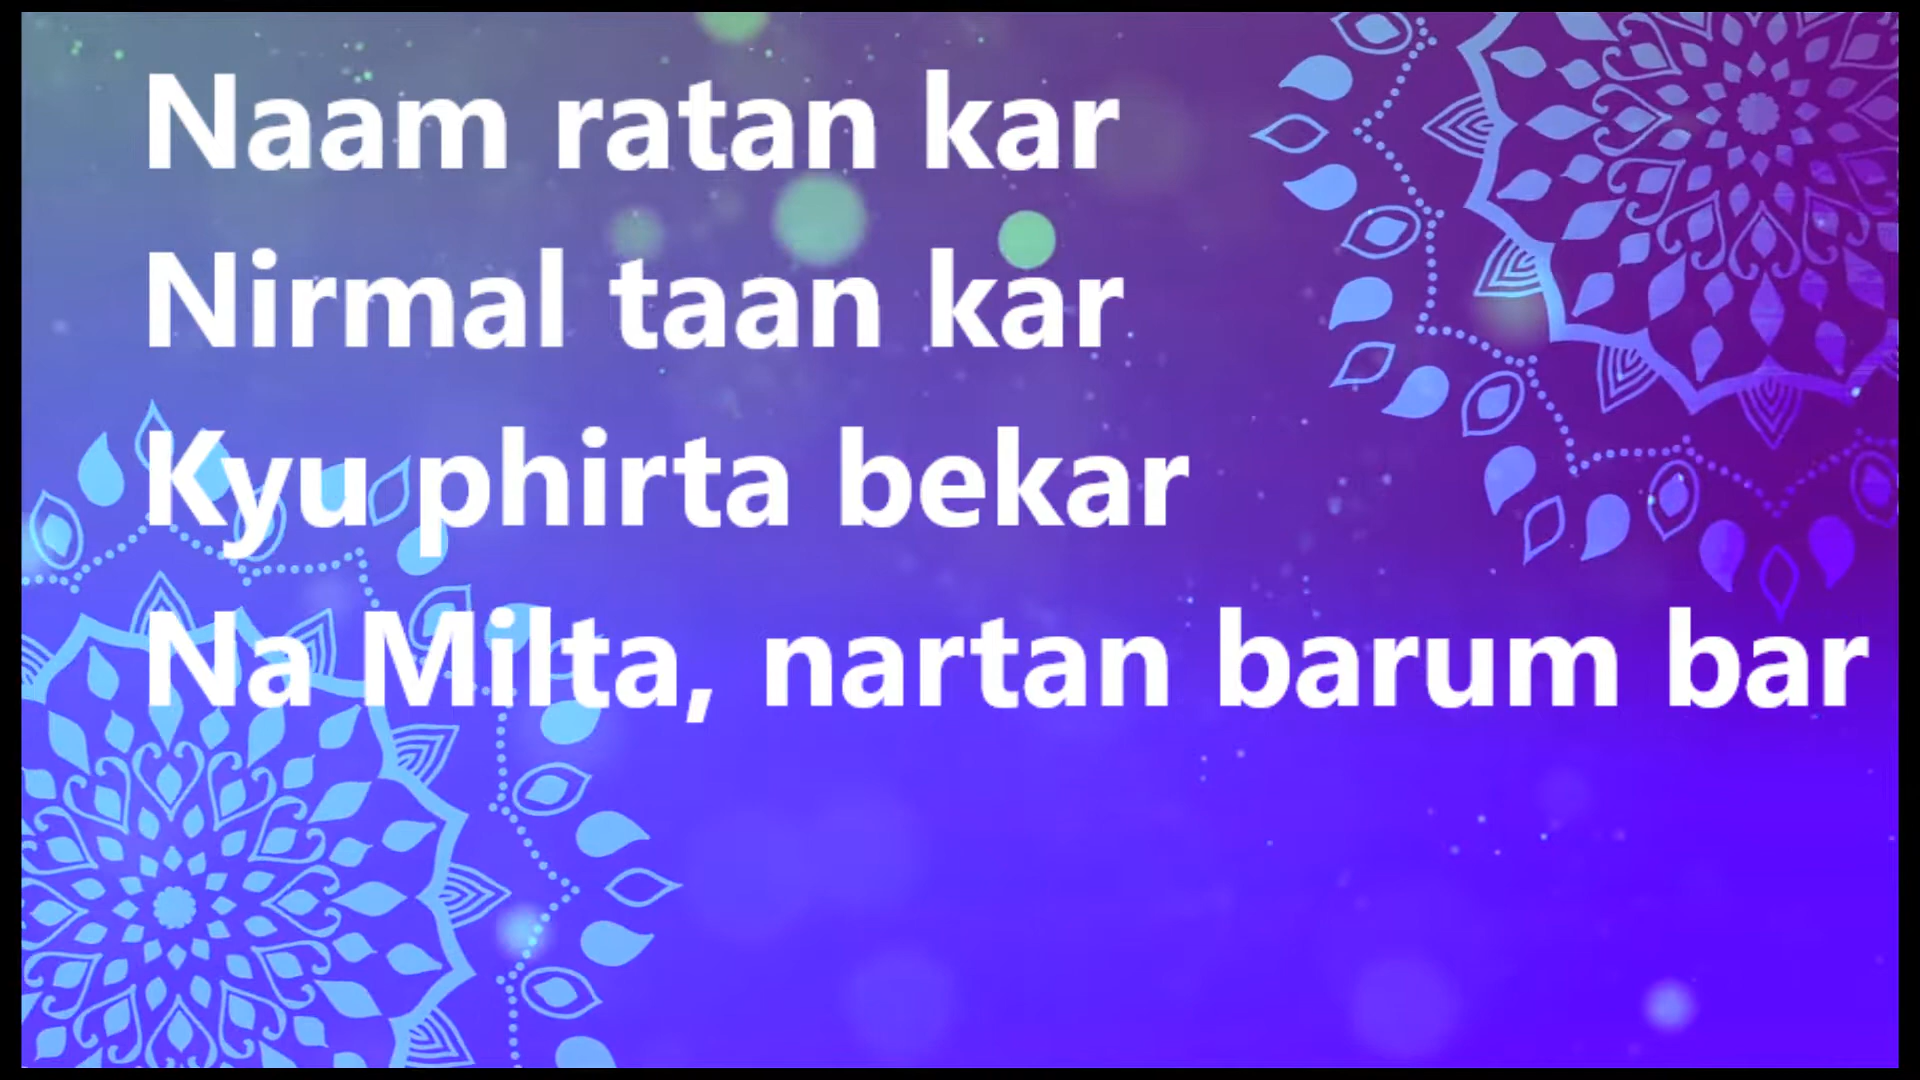 Naam ratan kar
Nirmal taan kar
Kyu phirta bekar
Na Milta, nartan barum bar